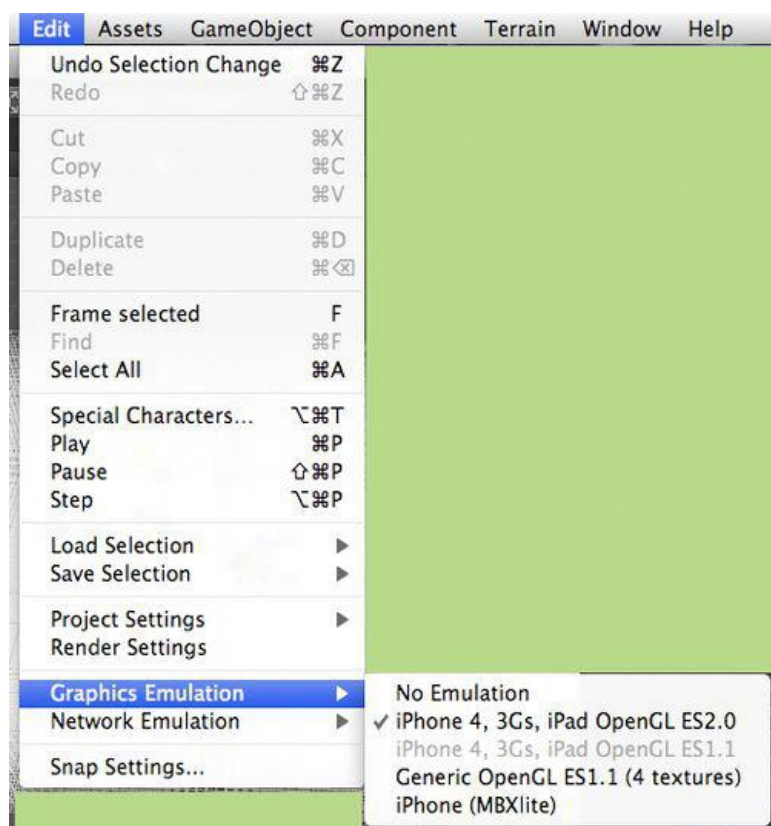 Edit Assets GameObject Component Terrain Window Help
Undo Selection Change ⌘Z
Redo ⇧⌘Z
Cut ⌘X
Copy ⌘C
Paste ⌘V
Duplicate ⌘D
Delete ⌘⌫
Frame selected F
Find ⌘F
Select All ⌘A
Special Characters... ⌥⌘T
Play ⌘P
Pause ⇧⌘P
Step ⌥⌘P
Load Selection ▶
Save Selection ▶
Project Settings ▶
Render Settings
Graphics Emulation ▶
Network Emulation ▶
Snap Settings...
No Emulation
✓ iPhone 4, 3Gs, iPad OpenGL ES2.0
iPhone 4, 3Gs, iPad OpenGL ES1.1
Generic OpenGL ES1.1 (4 textures)
iPhone (MBXlite)